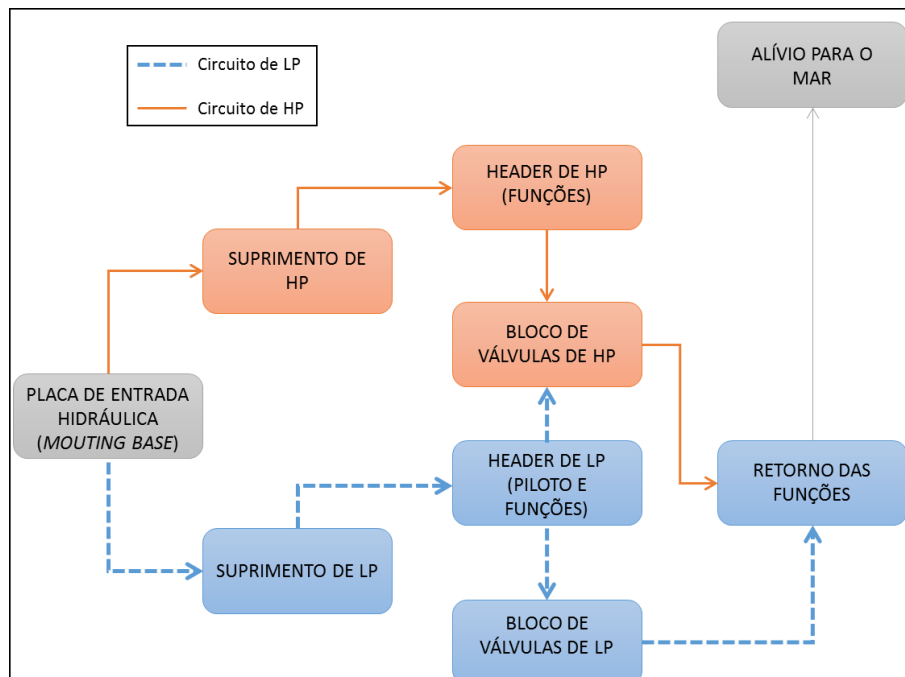 Circuito de LP
Circuito de HP
ALÍVIO PARA O
MAR
HEADER DE HP
(FUNÇÕES)
SUPRIMENTO DE
HP
BLOCO DE
VÁLVULAS DE HP
PLACA DE ENTRADA
HIDRÁULICA
(MOUTING BASE)
HEADER DE LP
(PILOTO E
FUNÇÕES)
RETORNO DAS
FUNÇÕES
SUPRIMENTO DE LP
BLOCO DE
VÁLVULAS DE LP